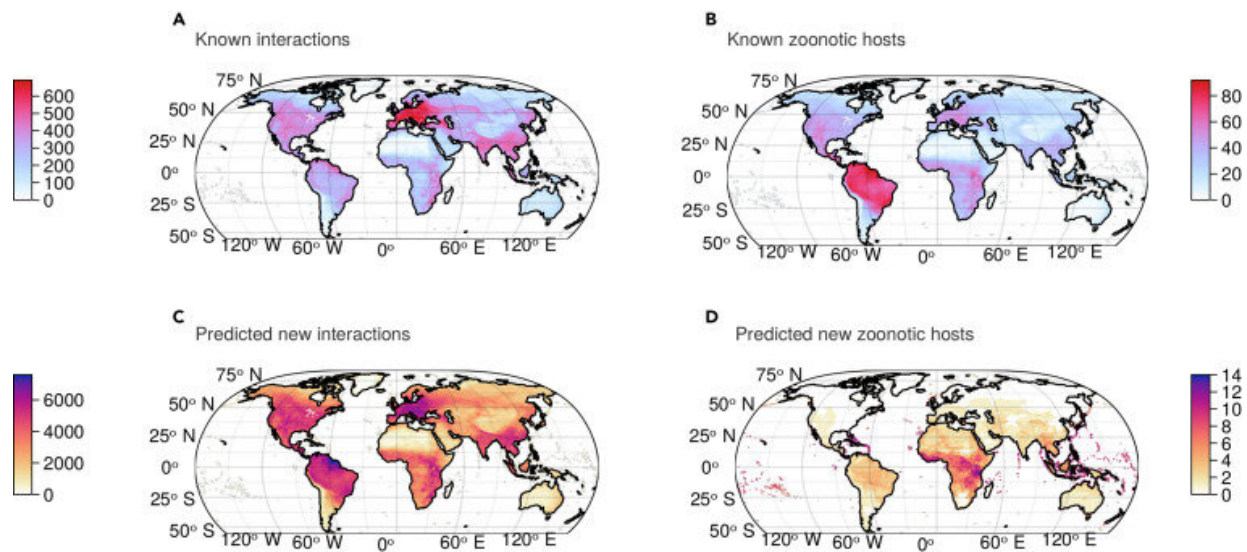 A
Known interactions
75° N
50° N
25° N
0°
25° S
50° S
120° W
60° W
0°
60° E
120° E
600
500
400
300
200
100
0
B
Known zoonotic hosts
75° N
50° N
25° N
0°
25° S
50° S
120° W
60° W
0°
60° E
120° E
80
60
40
20
0
C
Predicted new interactions
75° N
50° N
25° N
0°
25° S
50° S
120° W
60° W
0°
60° E
120° E
6000
4000
2000
0
D
Predicted new zoonotic hosts
75° N
50° N
25° N
0°
25° S
50° S
120° W
60° W
0°
60° E
120° E
14
12
10
8
6
4
2
0